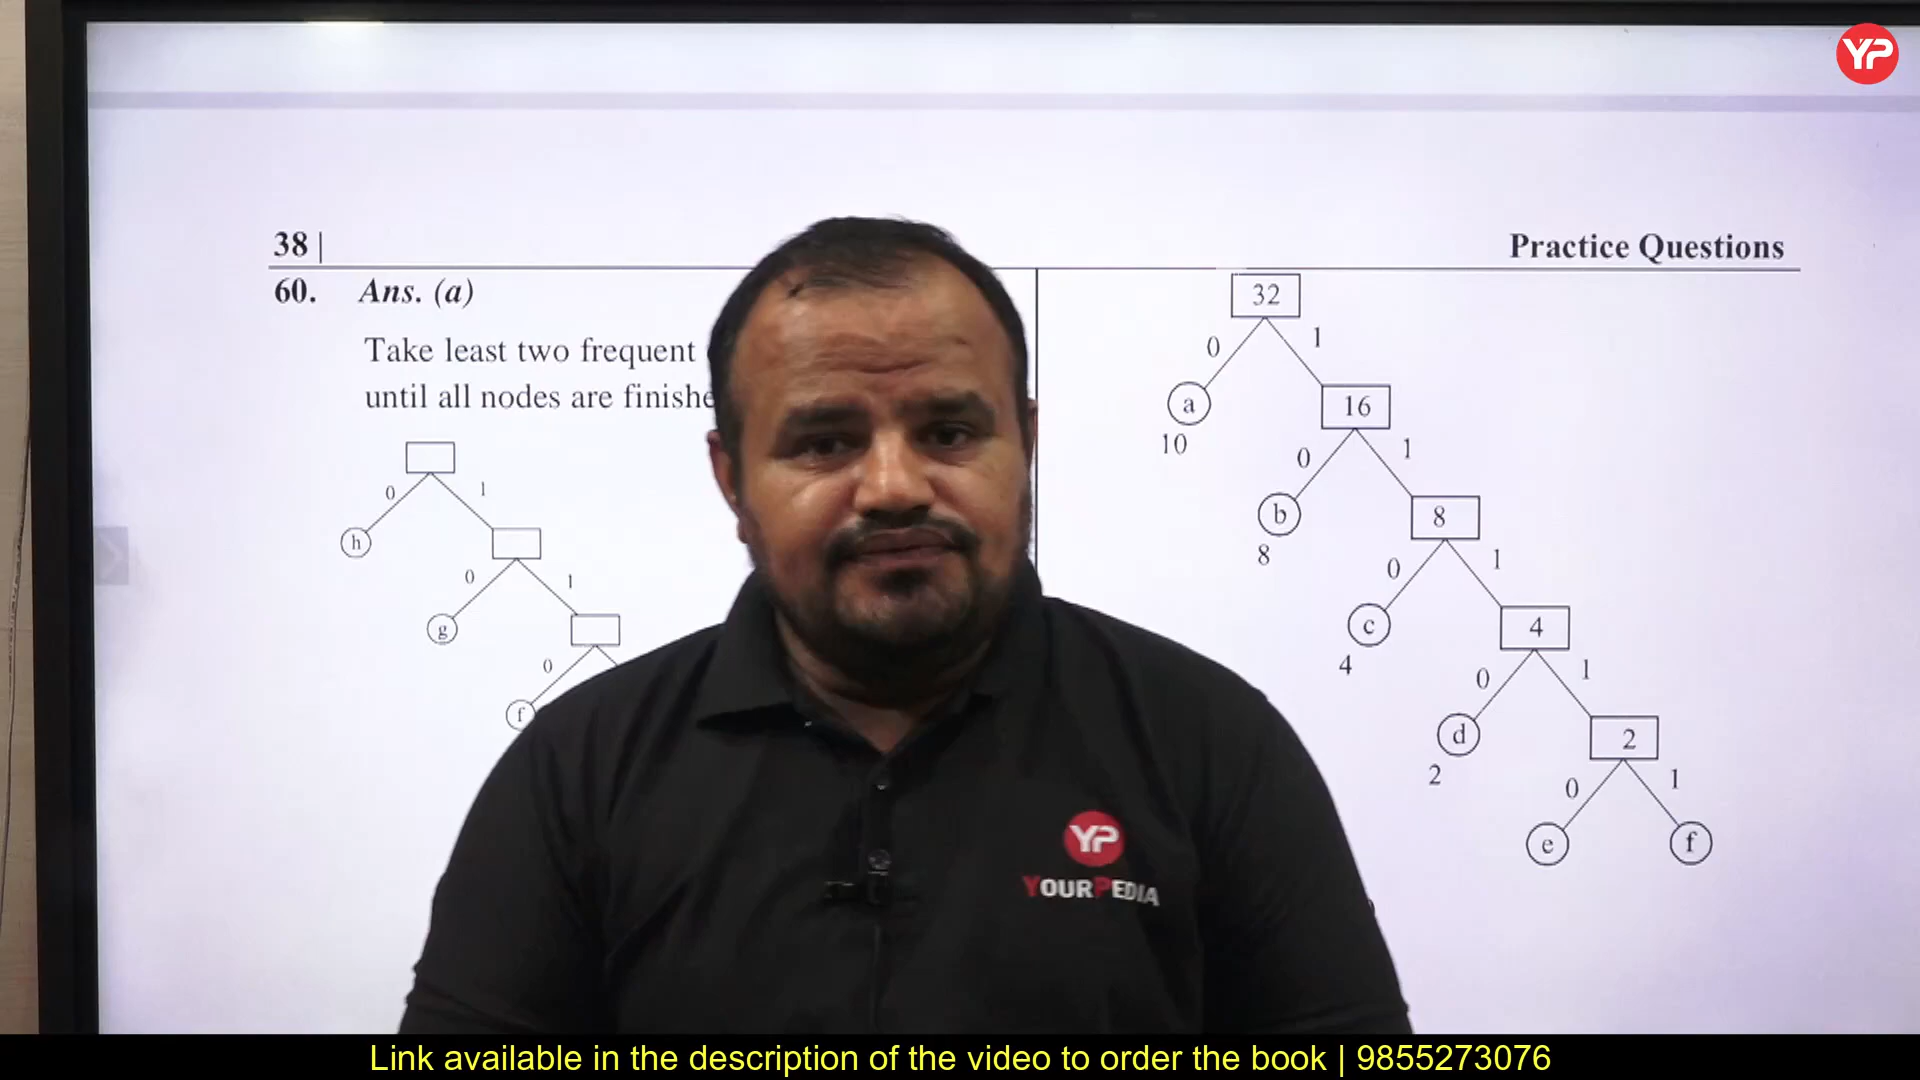 YP
38 |
Practice Questions
60. Ans. (a)
Take least two frequent
until all nodes are
0
1
h
0
1
g
0
f
32
0
1
a
10
16
0
1
b
8
8
0
1
c
4
4
0
1
d
2
2
0
1
e
f
YP
YOURPEDIA
Link available in the description of the video to order the book | 9855273076